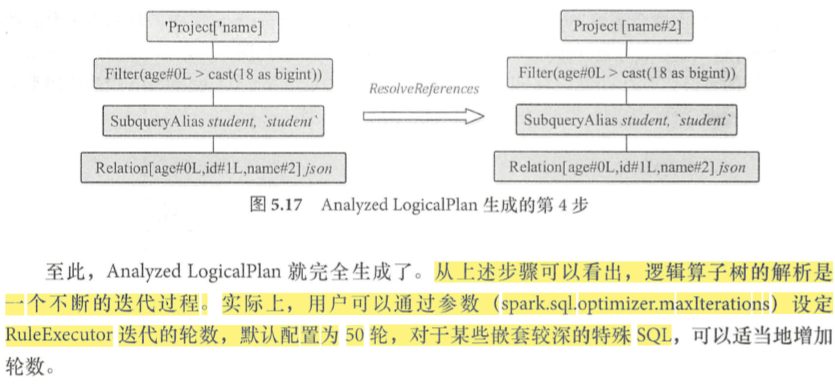 'Project['name]
Project [name#2]
Filter(age#0L > cast(18 as bigint))
ResolveReferences
Filter(age#0L > cast(18 as bigint))
SubqueryAlias student, `student`
SubqueryAlias student, `student`
Relation[age#0L,id#1L,name#2] json
Relation[age#0L,id#1L,name#2] json
图 5.17 Analyzed LogicalPlan 生成的第 4 步
至此，Analyzed LogicalPlan 就完全生成了。从上述步骤可以看出，逻辑算子树的解析是
一个不断的迭代过程。实际上，用户可以通过参数（spark.sql.optimizer.maxIterations）设定
RuleExecutor 迭代的轮数，默认配置为 50 轮，对于某些嵌套较深的特殊 SQL，可以适当地增加
轮数。